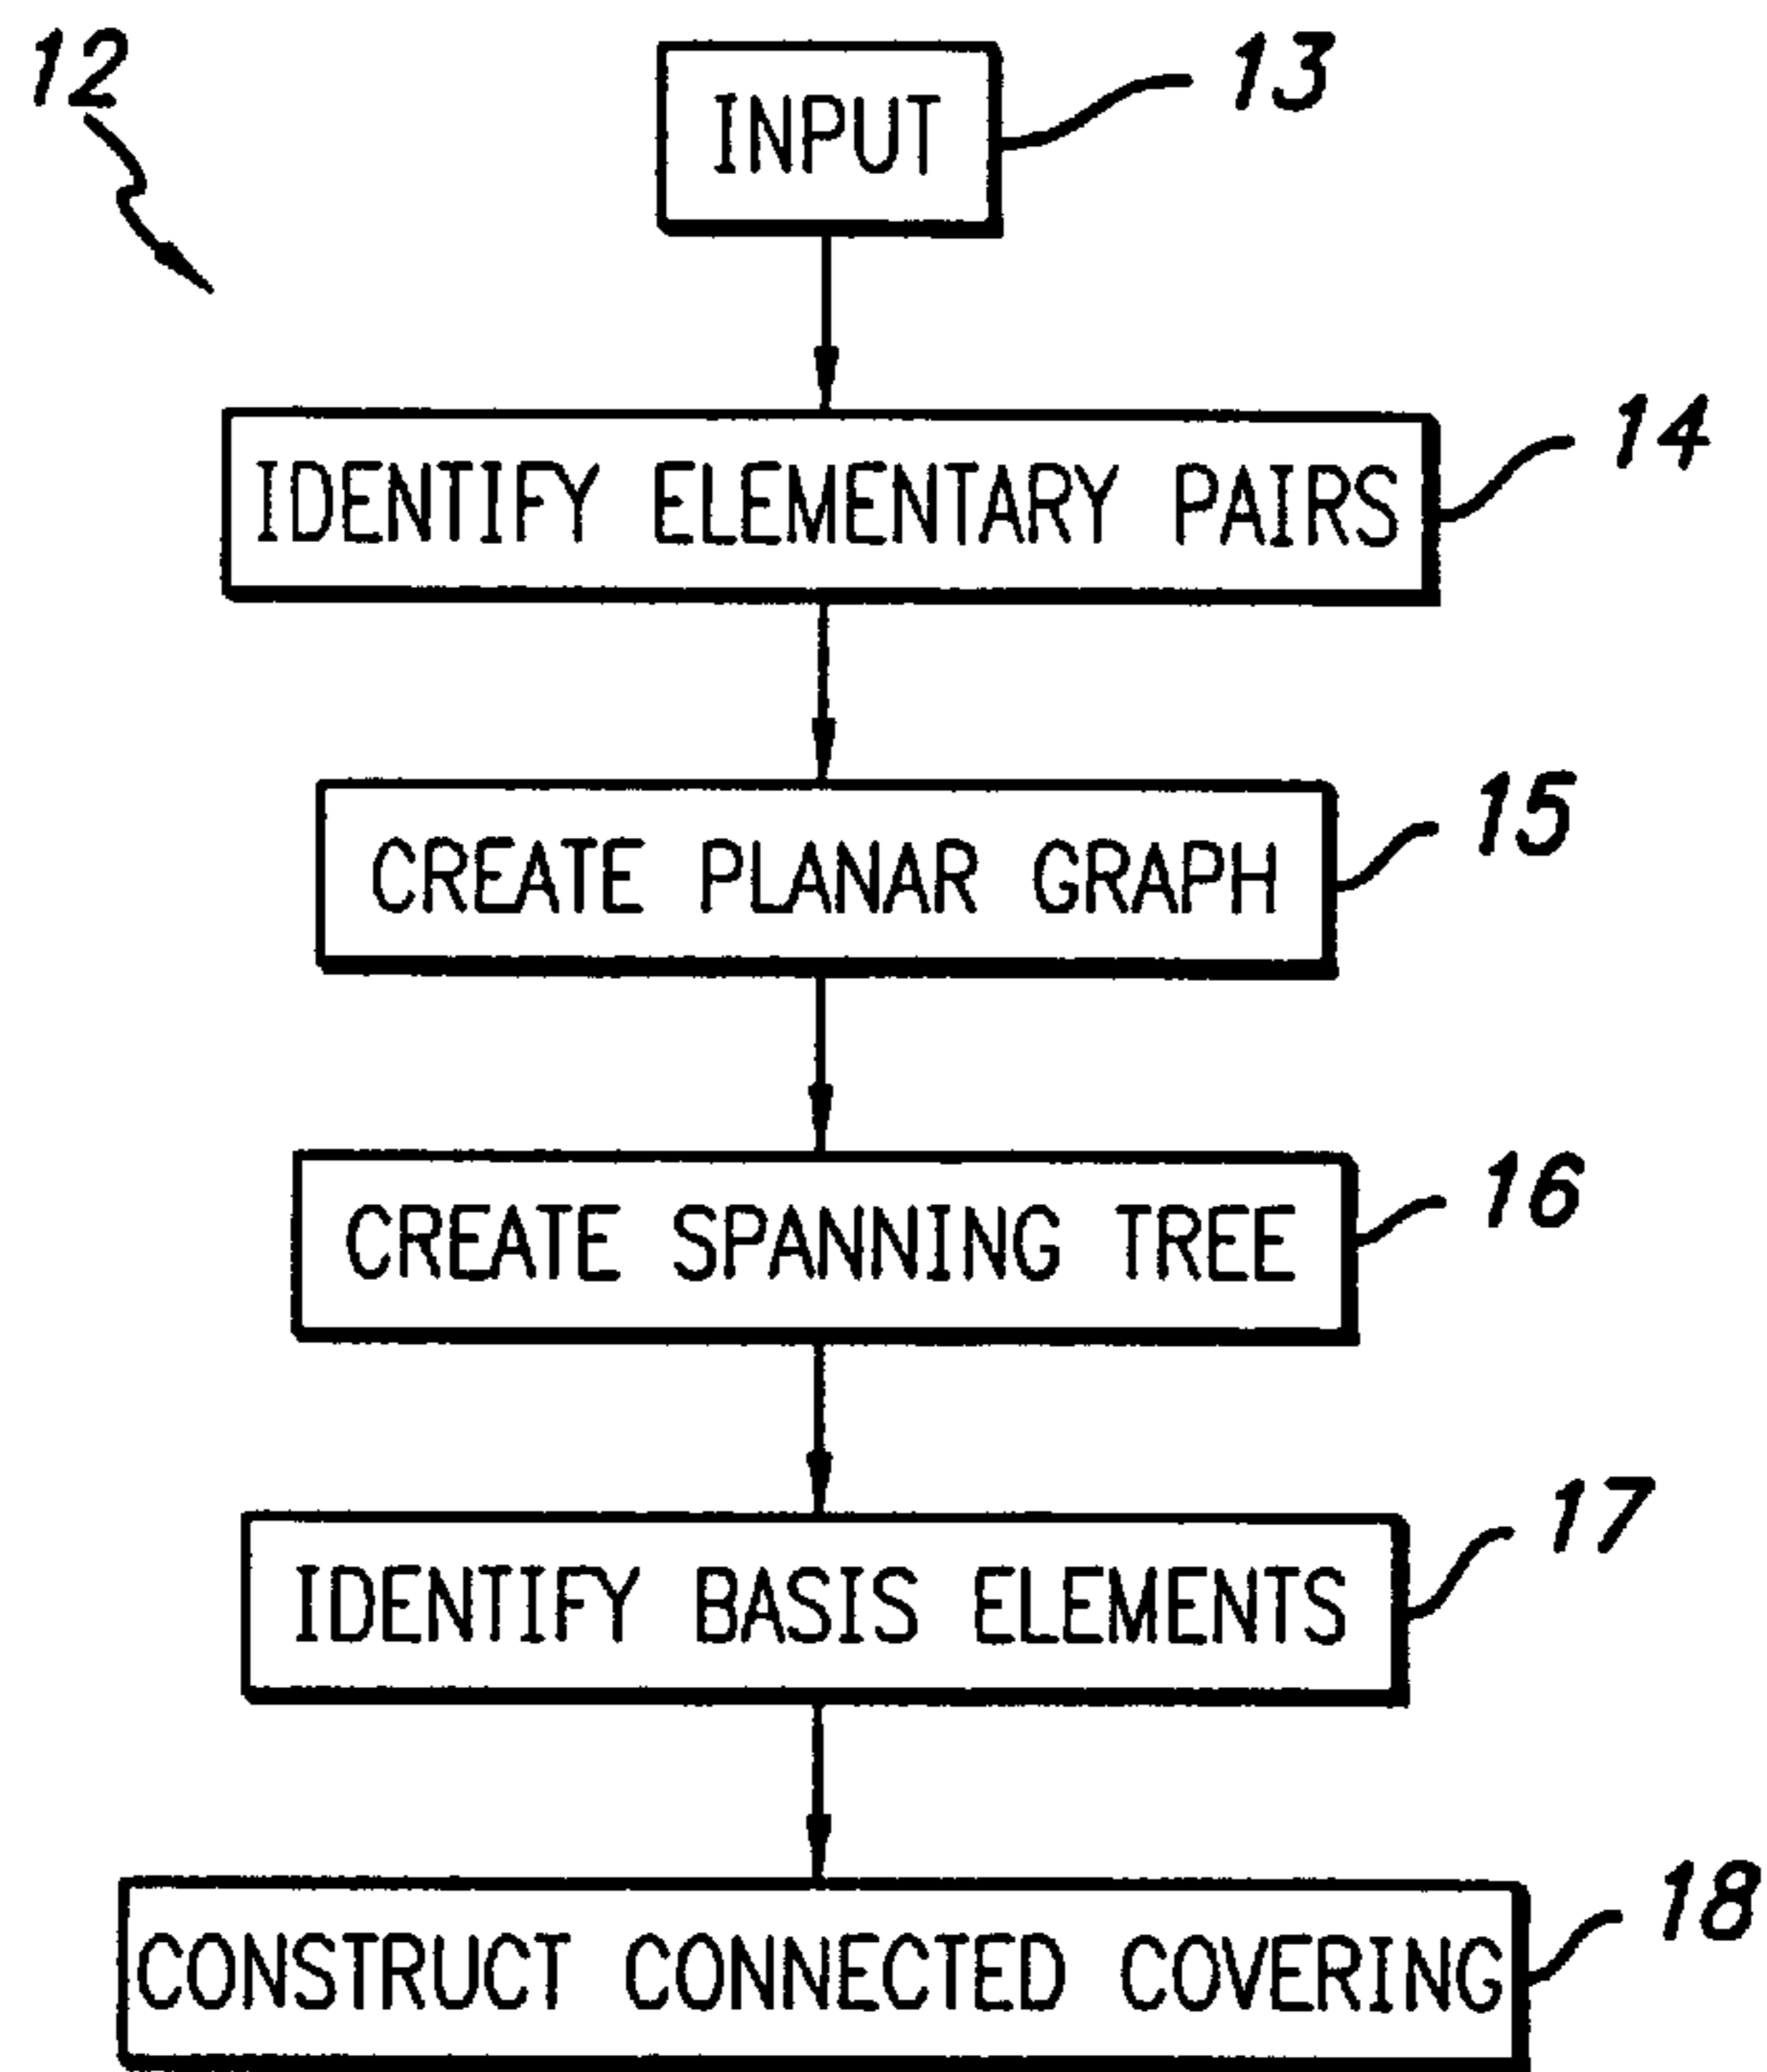 12
INPUT
13
IDENTIFY ELEMENTARY PAIRS
14
CREATE PLANAR GRAPH
15
CREATE SPANNING TREE
16
IDENTIFY BASIS ELEMENTS
17
CONSTRUCT CONNECTED COVERING
18